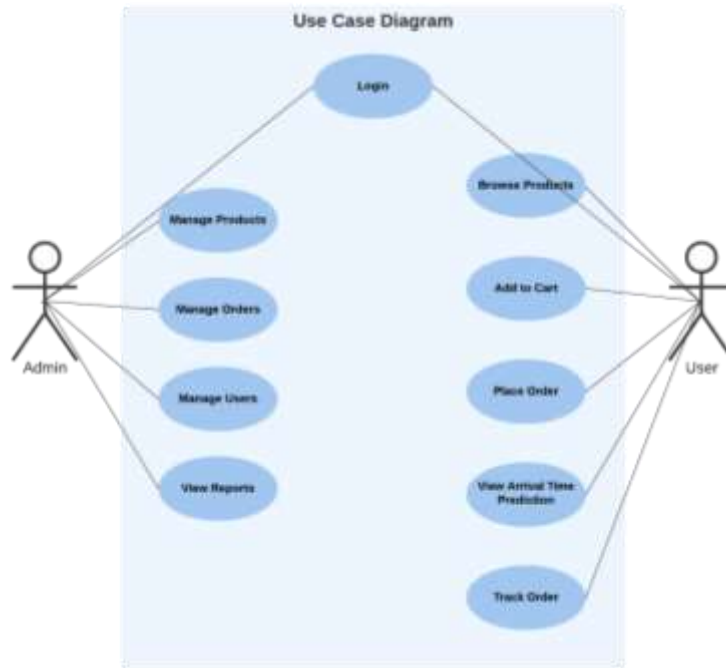 Use Case Diagram
Login
Browse Products
Manage Products
Add to Cart
Manage Orders
Admin
User
Place Order
Manage Users
View Reports
View Arrival Time
Prediction
Track Order